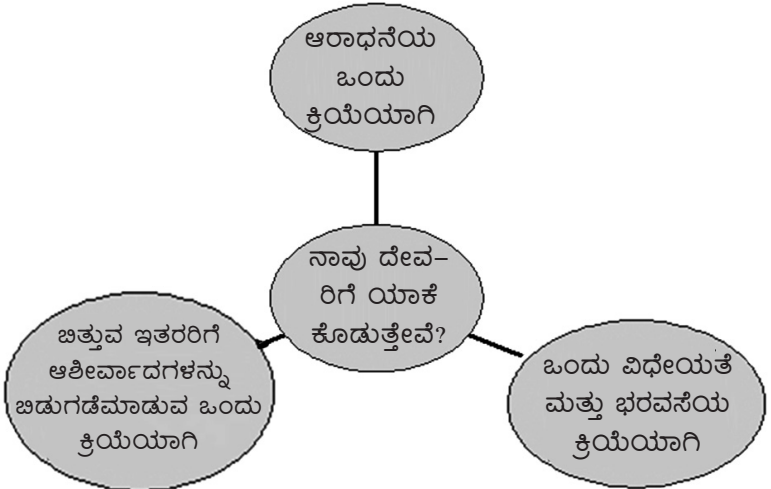 ಆರಾಧನೆಯ
ಒಂದು
ಕ್ರಿಯೆಯಾಗಿ
ನಾವು ದೇವ-
ರಿಗೆ ಯಾಕೆ
ಕೊಡುತ್ತೇವೆ?
ಬಿತ್ತುವ ಇತರರಿಗೆ
ಆಶೀರ್ವಾದಗಳನ್ನು
ಬಿಡುಗಡೆಮಾಡುವ ಒಂದು
ಕ್ರಿಯೆಯಾಗಿ
ಒಂದು ವಿಧೇಯತೆ
ಮತ್ತು ಭರವಸೆಯ
ಕ್ರಿಯೆಯಾಗಿ